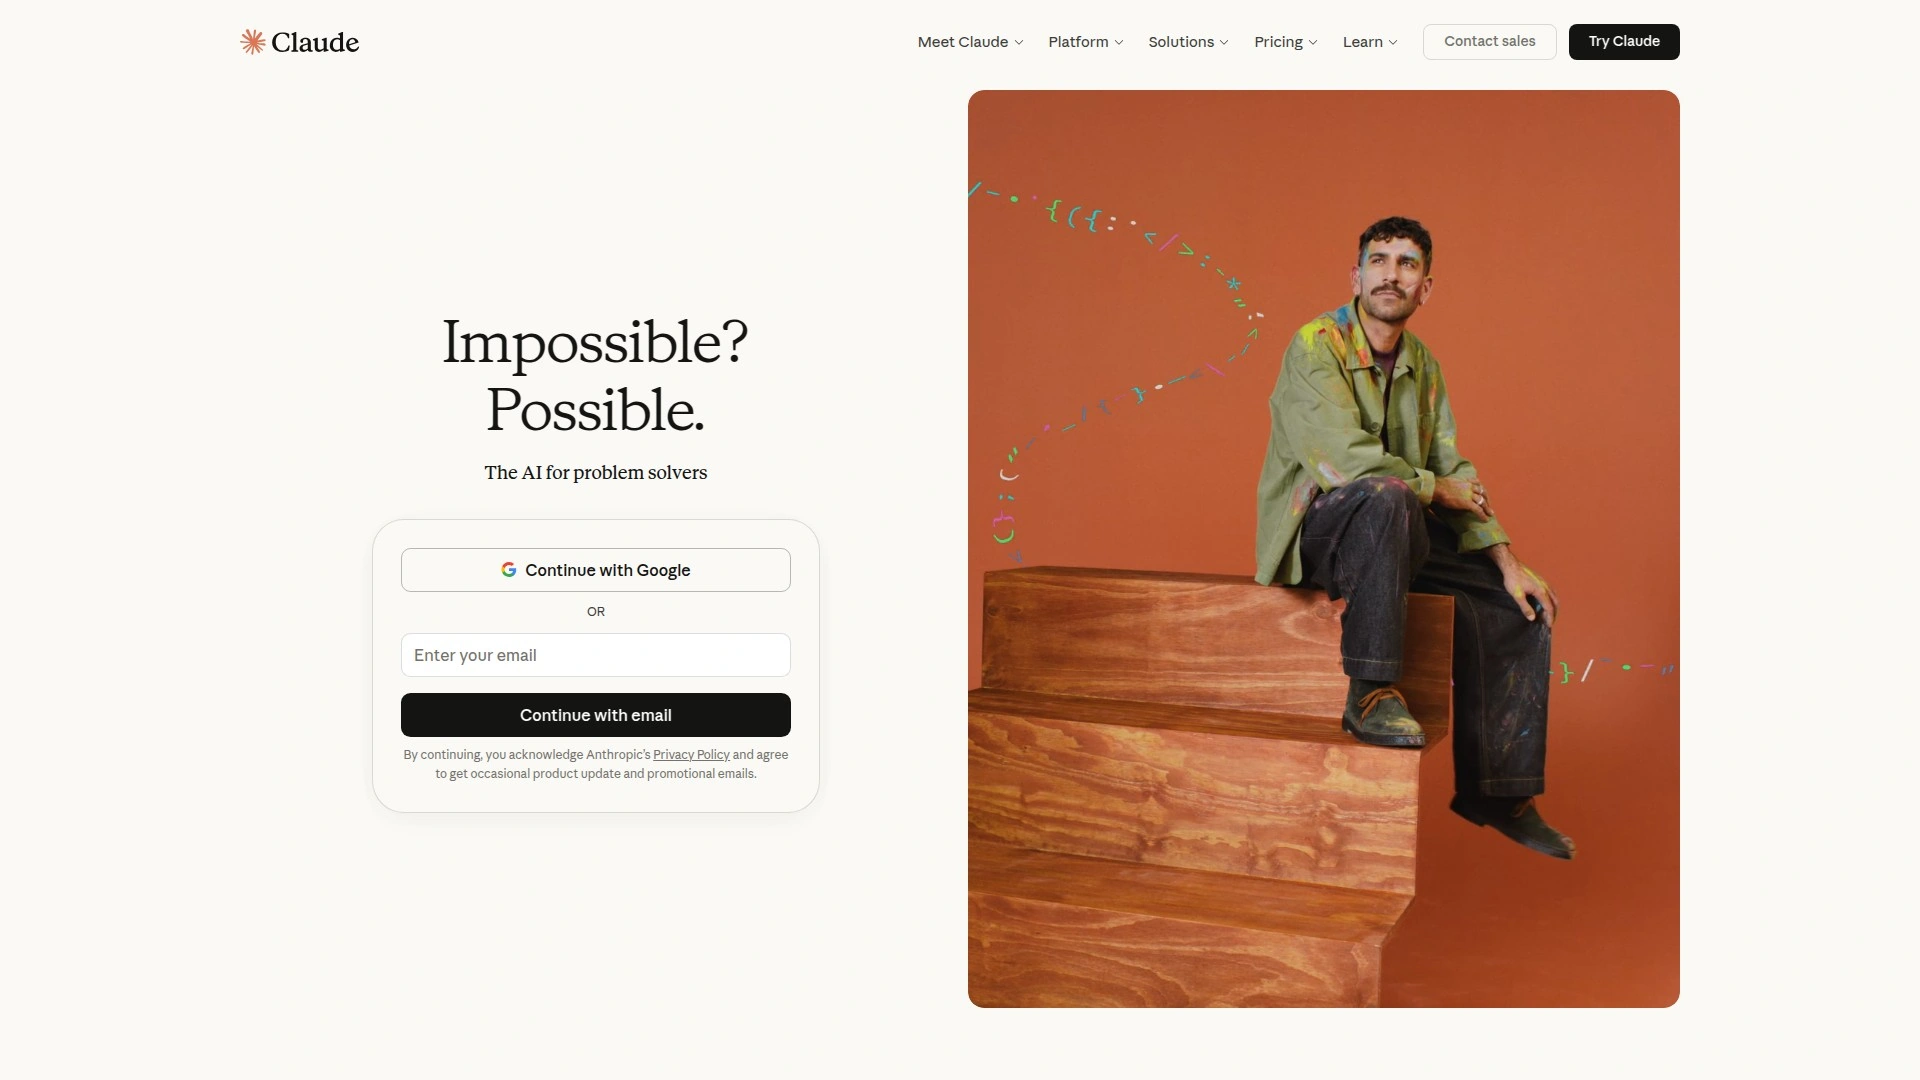 Claude
Meet Claude
Platform
Solutions
Pricing
Learn
Contact sales
Try Claude
Impossible?
Possible.
The AI for problem solvers
Continue with Google
OR
Enter your email
Continue with email
By continuing, you acknowledge Anthropic's Privacy Policy and agree
to get occasional product update and promotional emails.